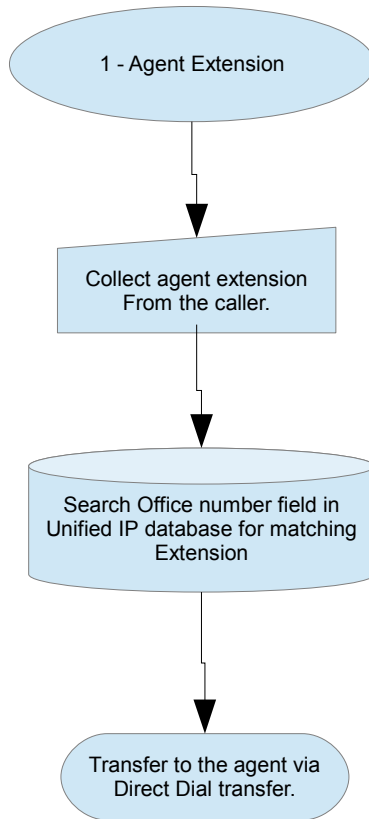 1 - Agent Extension
Collect agent extension
From the caller.
Search Office number field in
Unified IP database for matching
Extension
Transfer to the agent via
Direct Dial transfer.